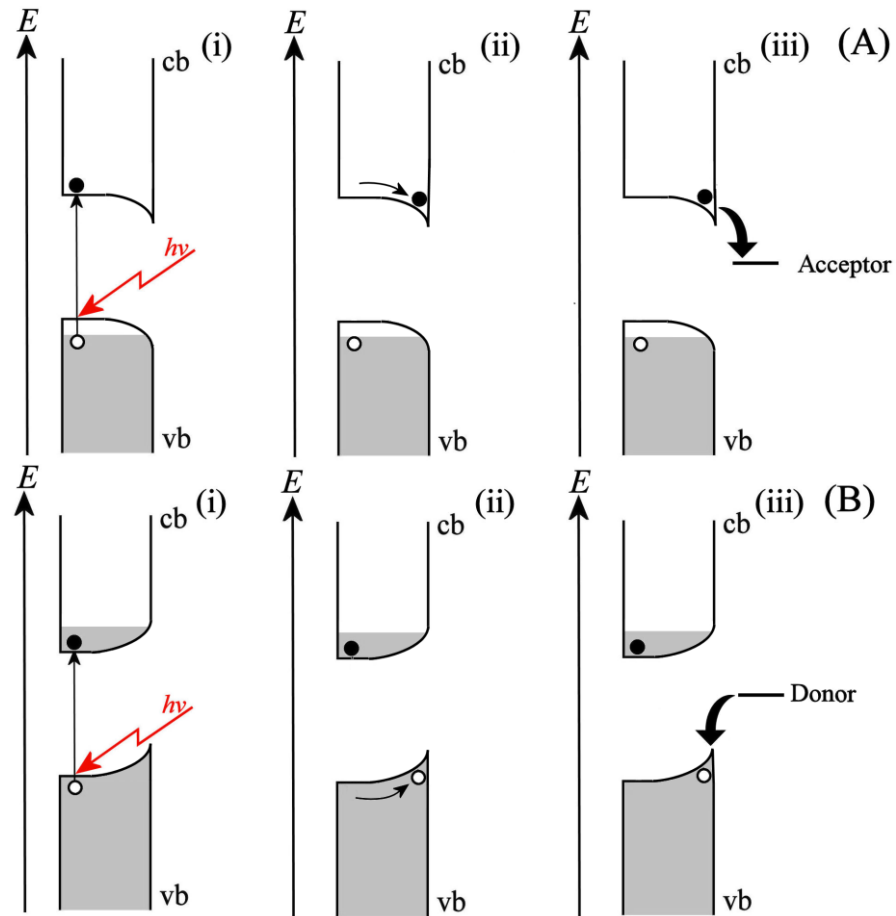 E (i) cb
hν
vb
E (ii) cb
vb
E (iii) (A) cb
Acceptor
vb
E (i) cb
hν
vb
E (ii) cb
vb
E (iii) (B) cb
Donor
vb